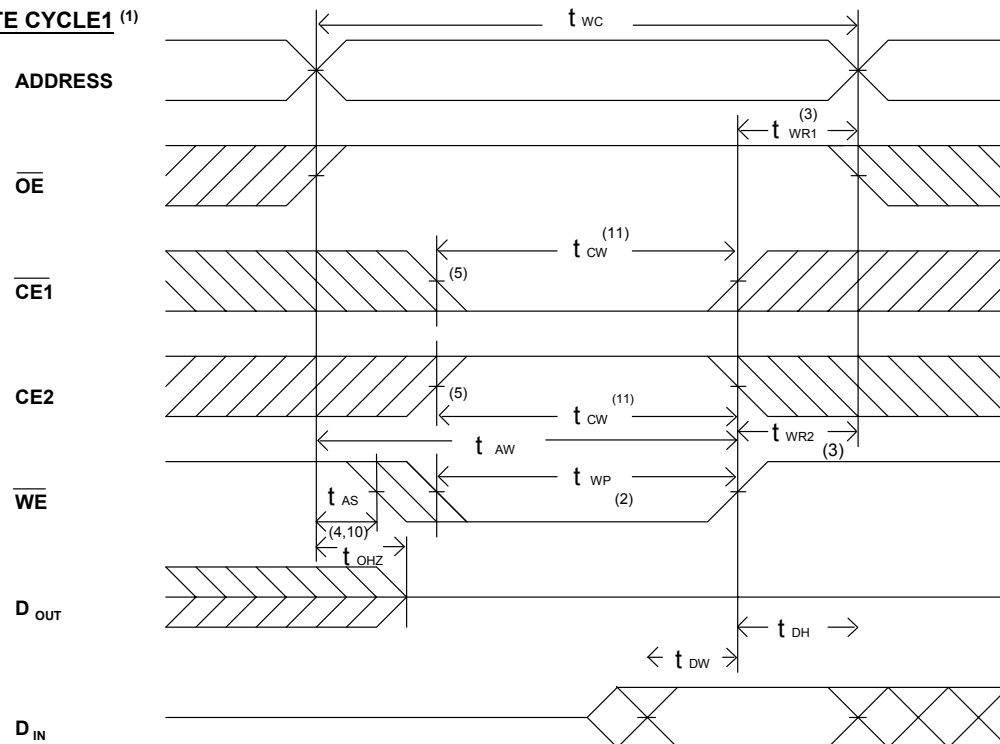 TE CYCLE1 (1)
t WC
ADDRESS
(3)
t WR1
OE
(11)
t CW
CE1
(5)
CE2
(5)
t CW (11)
t AW
t WR2
(3)
WE
t WP
(2)
t AS
(4,10)
t OHZ
D OUT
t DH
t DW
D IN